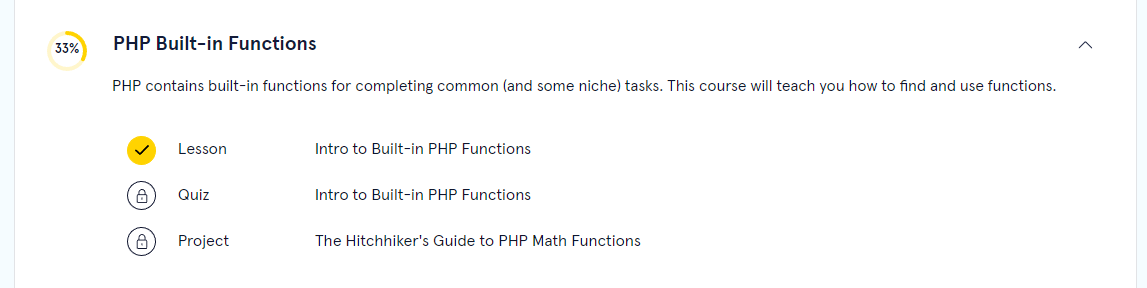 33%
PHP Built-in Functions
PHP contains built-in functions for completing common (and some niche) tasks. This course will teach you how to find and use functions.
Lesson Intro to Built-in PHP Functions
Quiz Intro to Built-in PHP Functions
Project The Hitchhiker's Guide to PHP Math Functions